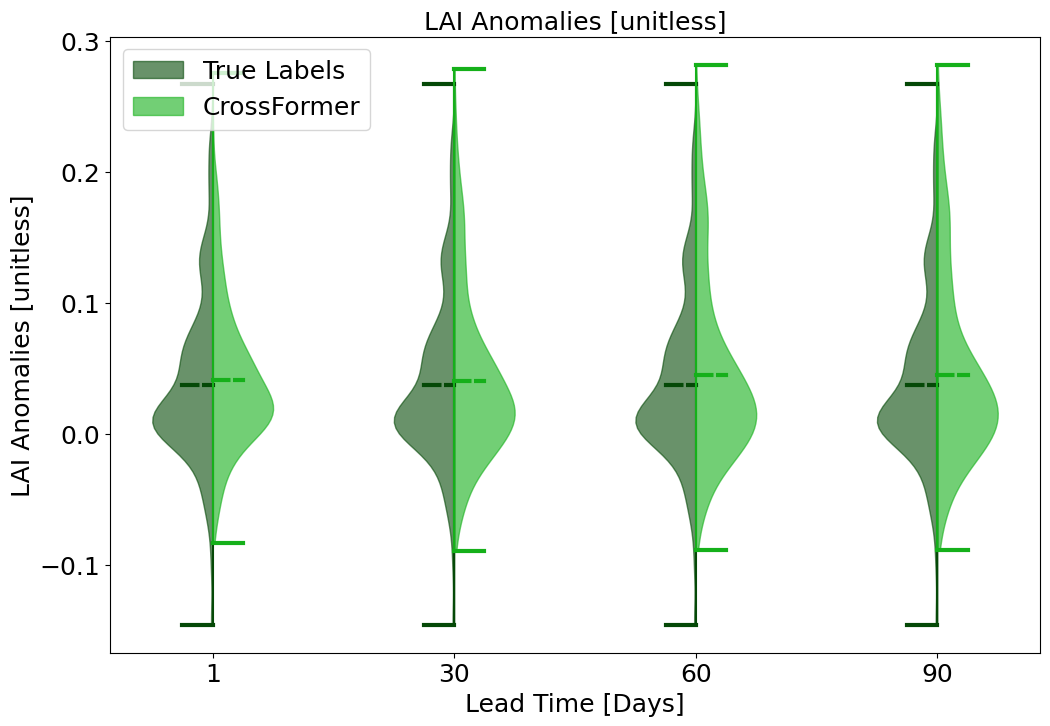 LAI Anomalies [unitless]
True Labels
CrossFormer
LAI Anomalies [unitless]
0.3
0.2
0.1
0.0
−0.1
1 30 60 90
Lead Time [Days]